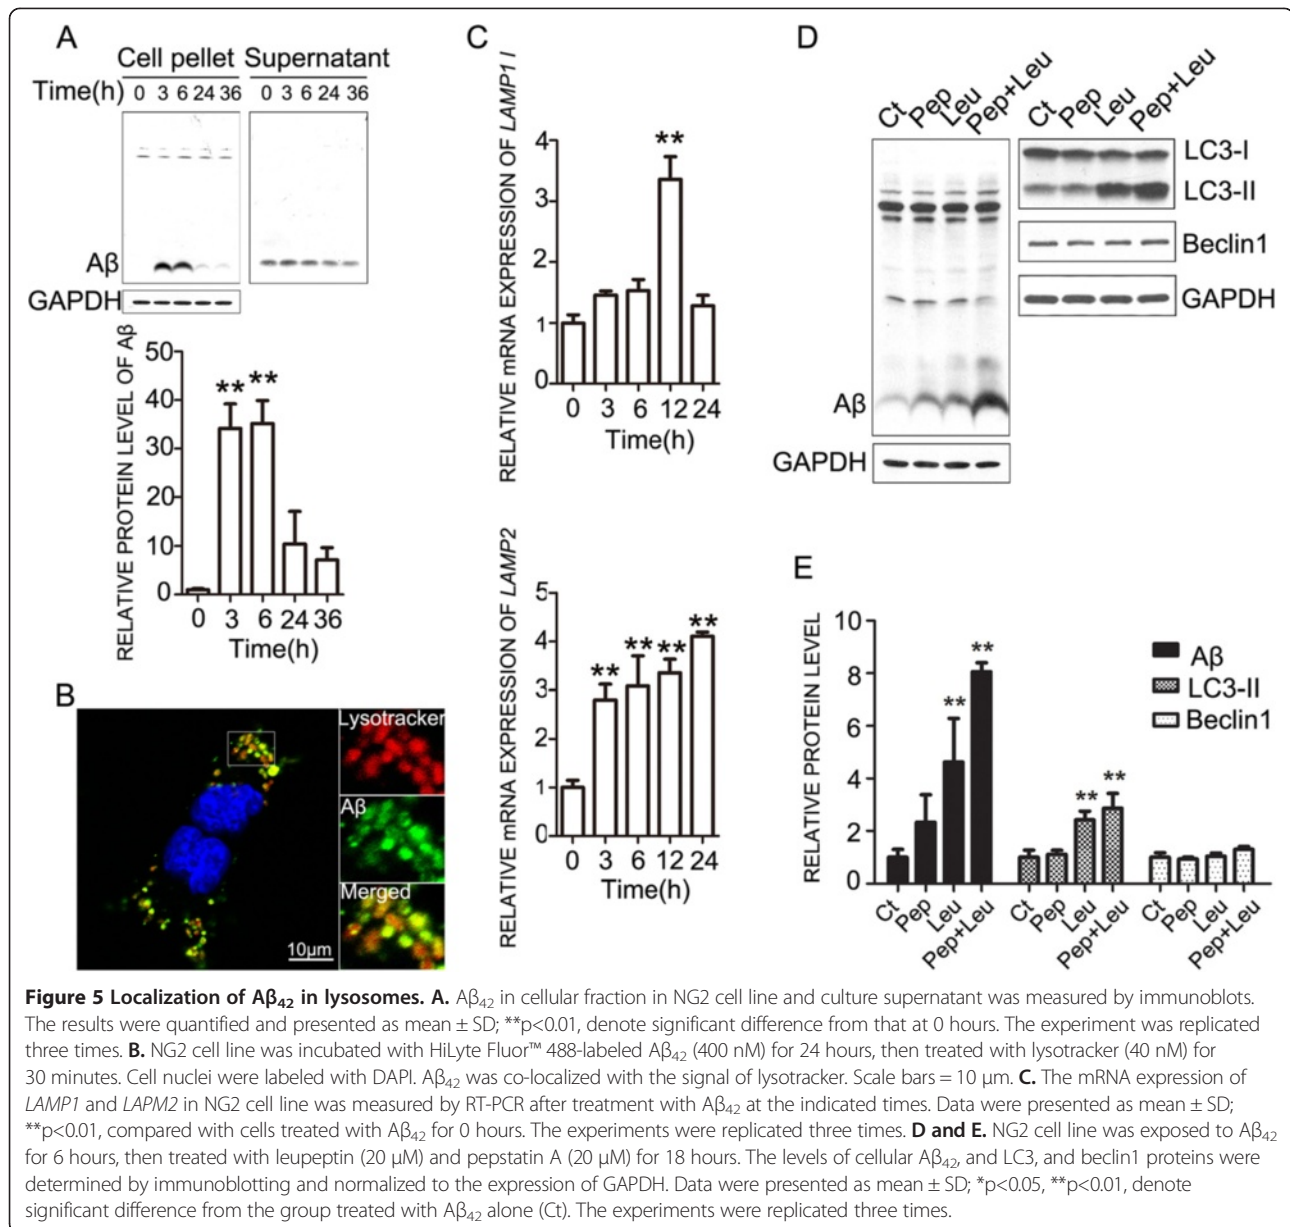 A
Cell pellet Supernatant
Time(h) 0 3 6 24 36 0 3 6 24 36
Aβ
GAPDH
RELATIVE PROTEIN LEVEL OF Aβ
50
40
30
20
10
0
** **
0 3 6 24 36
Time(h)
B
Lysotracker
Aβ
Merged
10μm
C
RELATIVE mRNA EXPRESSION OF LAMP1 I
4
3
2
1
0
**
0 3 6 12 24
Time(h)
RELATIVE mRNA EXPRESSION OF LAMP2
5
4
3
2
1
0
** ** ** **
0 3 6 12 24
Time(h)
D
Ct Pep Leu Pep+Leu
Aβ
GAPDH
Ct Pep Leu Pep+Leu
LC3-I
LC3-II
Beclin1
GAPDH
E
RELATIVE PROTEIN LEVEL
10
8
6
4
2
0
** **
** **
Aβ
LC3-II
Beclin1
Ct Pep Leu Pep+Leu Ct Pep Leu Pep+Leu Ct Pep Leu Pep+Leu
Figure 5 Localization of Aβ42 in lysosomes. A. Aβ42 in cellular fraction in NG2 cell line and culture supernatant was measured by immunoblots.
The results were quantified and presented as mean ± SD; **p<0.01, denote significant difference from that at 0 hours. The experiment was replicated
three times. B. NG2 cell line was incubated with HiLyte Fluor™ 488-labeled Aβ42 (400 nM) for 24 hours, then treated with lysotracker (40 nM) for
30 minutes. Cell nuclei were labeled with DAPI. Aβ42 was co-localized with the signal of lysotracker. Scale bars = 10 μm. C. The mRNA expression of
LAMP1 and LAPM2 in NG2 cell line was measured by RT-PCR after treatment with Aβ42 at the indicated times. Data were presented as mean ± SD;
**p<0.01, compared with cells treated with Aβ42 for 0 hours. The experiments were replicated three times. D and E. NG2 cell line was exposed to Aβ42
for 6 hours, then treated with leupeptin (20 μM) and pepstatin A (20 μM) for 18 hours. The levels of cellular Aβ42, and LC3, and beclin1 proteins were
determined by immunoblotting and normalized to the expression of GAPDH. Data were presented as mean ± SD; *p<0.05, **p<0.01, denote
significant difference from the group treated with Aβ42 alone (Ct). The experiments were replicated three times.